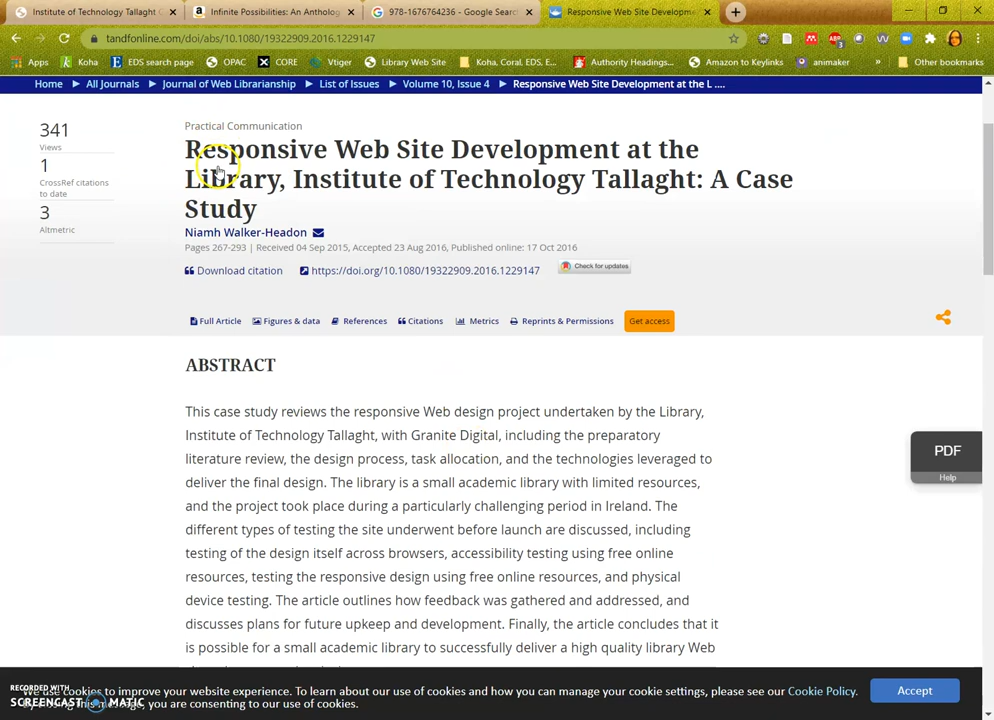 Institute of Technology Tallaght
Infinite Possibilities: An Antholog
978-1676764236 - Google Searc
Responsive Web Site Developme
tandfonline.com/doi/abs/10.1080/19322909.2016.1229147
Apps
Koha
EDS search page
OPAC
CORE
Vtiger
Library Web Site
Koha, Coral, EDS, E...
Authority Headings...
Amazon to Keylinks
animaker
»
Other bookmarks
Home ▶ All Journals ▶ Journal of Web Librarianship ▶ List of Issues ▶ Volume 10, Issue 4 ▶ Responsive Web Site Development at the L ....
341
Views
1
CrossRef citations
to date
3
Altmetric
Practical Communication
Responsive Web Site Development at the
Library, Institute of Technology Tallaght: A Case
Study
Niamh Walker-Headon
Pages 267-293 | Received 04 Sep 2015, Accepted 23 Aug 2016, Published online: 17 Oct 2016
Download citation
https://doi.org/10.1080/19322909.2016.1229147
Check for updates
Full Article
Figures & data
References
Citations
Metrics
Reprints & Permissions
Get access
ABSTRACT
This case study reviews the responsive Web design project undertaken by the Library,
Institute of Technology Tallaght, with Granite Digital, including the preparatory
literature review, the design process, task allocation, and the technologies leveraged to
deliver the final design. The library is a small academic library with limited resources,
and the project took place during a particularly challenging period in Ireland. The
different types of testing the site underwent before launch are discussed, including
testing of the design itself across browsers, accessibility testing using free online
resources, testing the responsive design using free online resources, and physical
device testing. The article outlines how feedback was gathered and addressed, and
discusses plans for future upkeep and development. Finally, the article concludes that it
is possible for a small academic library to successfully deliver a high quality library Web
PDF
Help
We use cookies to improve your website experience. To learn about our use of cookies and how you can manage your cookie settings, please see our Cookie Policy.
this message, you are consenting to our use of cookies.
Accept
RECORDED WITH
SCREENCAST MATIC